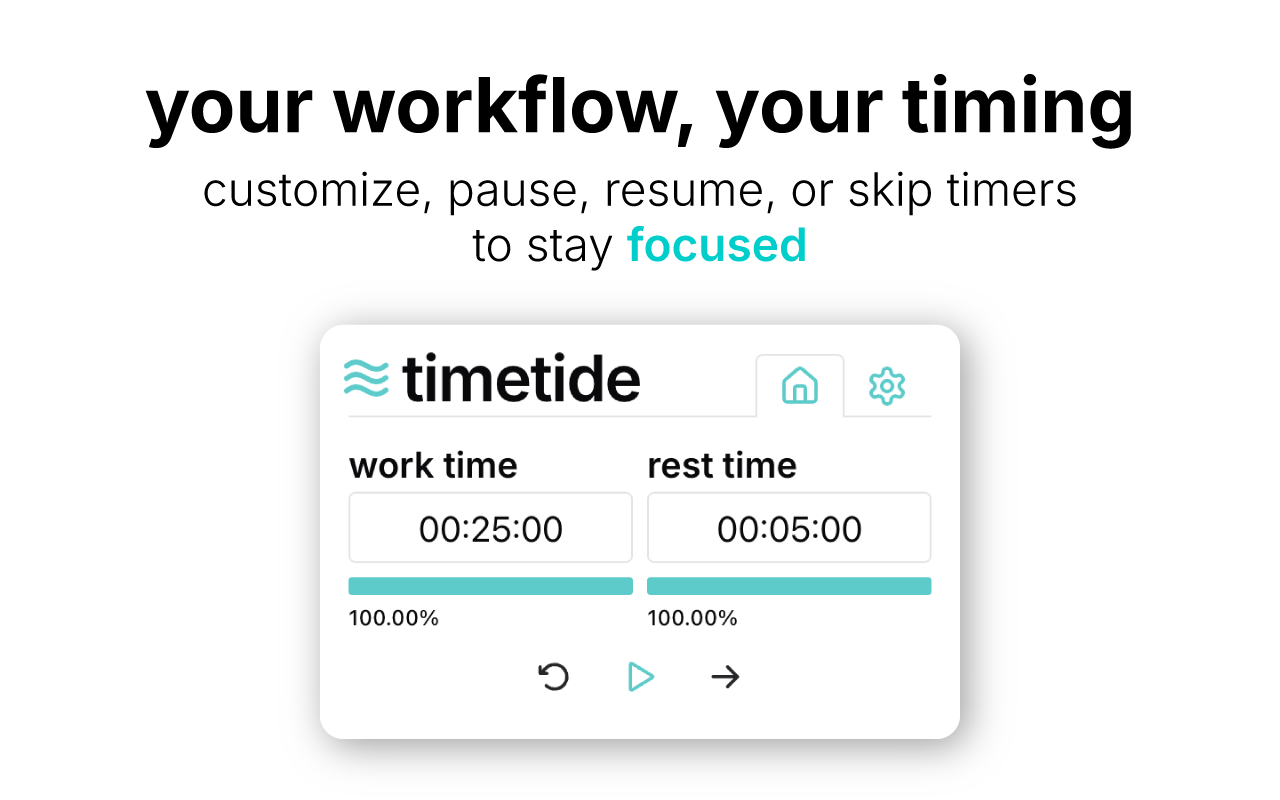 your workflow, your timing
customize, pause, resume, or skip timers
to stay focused
timetide
work time
rest time
00:25:00
00:05:00
100.00%
100.00%